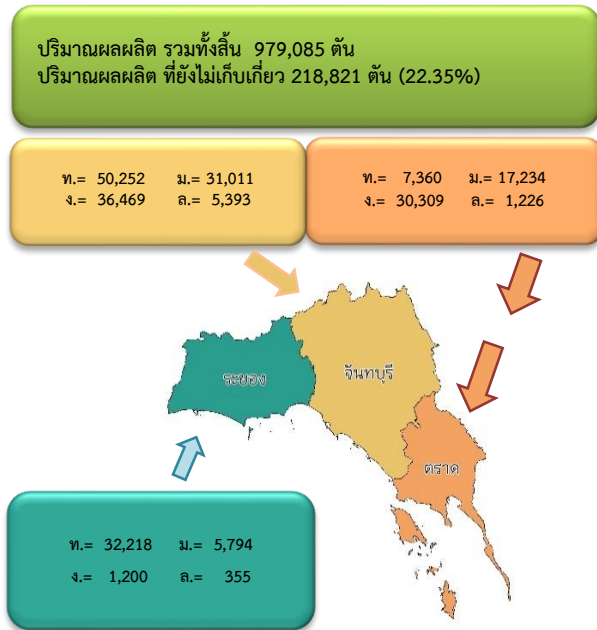 ปริมาณผลผลิต รวมทั้งสิ้น 979,085 ตัน
ปริมาณผลผลิต ที่ยังไม่เก็บเกี่ยว 218,821 ตัน (22.35%)
ท.= 50,252 ม.= 31,011
ง.= 36,469 ล.= 5,393
ท.= 7,360 ม.= 17,234
ง.= 30,309 ล.= 1,226
ระยอง
จันทบุรี
ตราด
ท.= 32,218 ม.= 5,794
ง.= 1,200 ล.= 355